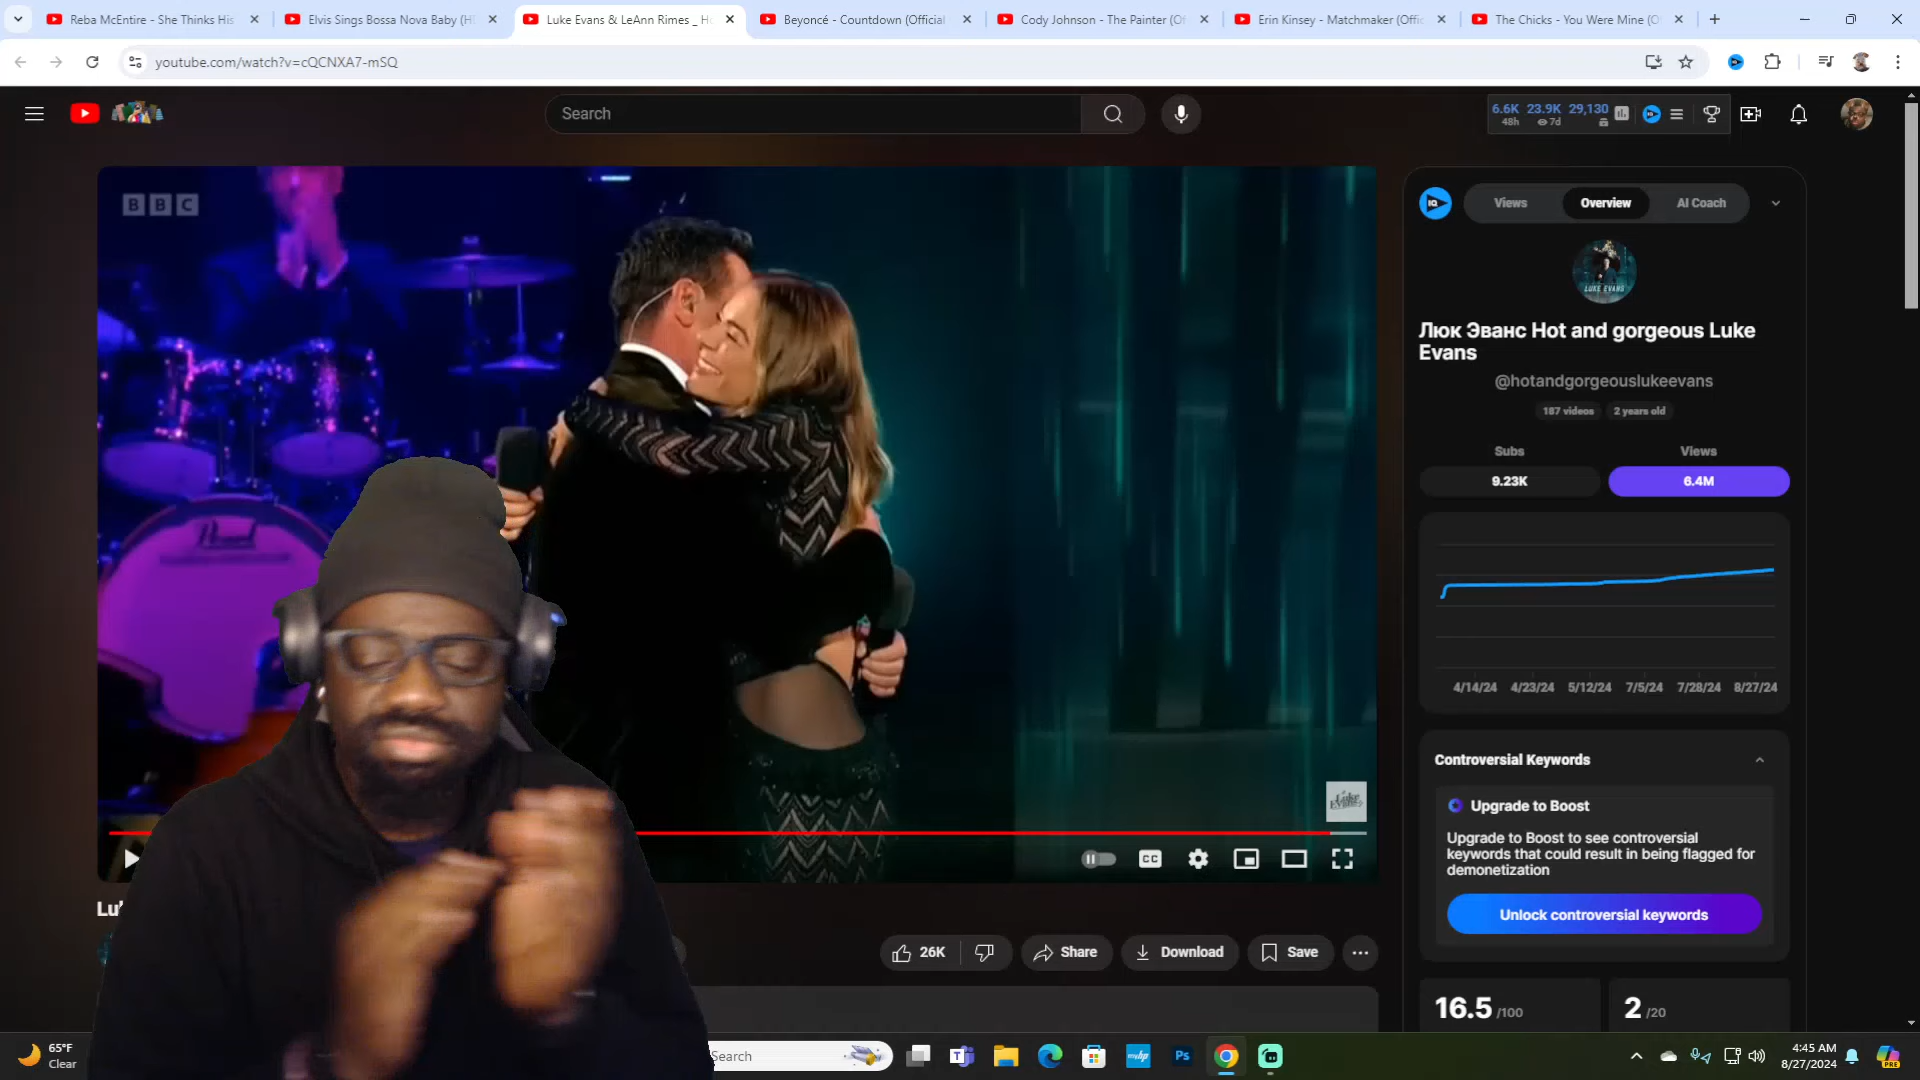 Reba McEntire - She Thinks His
Elvis Sings Bossa Nova Baby (H
Luke Evans & LeAnn Rimes _ H
Beyoncé - Countdown (Official
Cody Johnson - The Painter (O
Erin Kinsey - Matchmaker (Offic
The Chicks - You Were Mine (O
youtube.com/watch?v=cQCNXA7-mSQ
Search
6.6K 23.9K 29,130
48h 7d
BBC
Luke Evans
Lu
26K
Share
Download
Save
IQ
Views
Overview
AI Coach
LUKE EVANS
Люк Эванс Hot and gorgeous Luke
Evans
@hotandgorgeouslukeevans
187 videos 2 years old
Subs Views
9.23K 6.4M
4/14/24 4/23/24 5/12/24 7/5/24 7/28/24 8/27/24
Controversial Keywords
Upgrade to Boost
Upgrade to Boost to see controversial
keywords that could result in being flagged for
demonetization
Unlock controversial keywords
16.5 /100
2 /20
65°F
Clear
Search
4:45 AM
8/27/2024